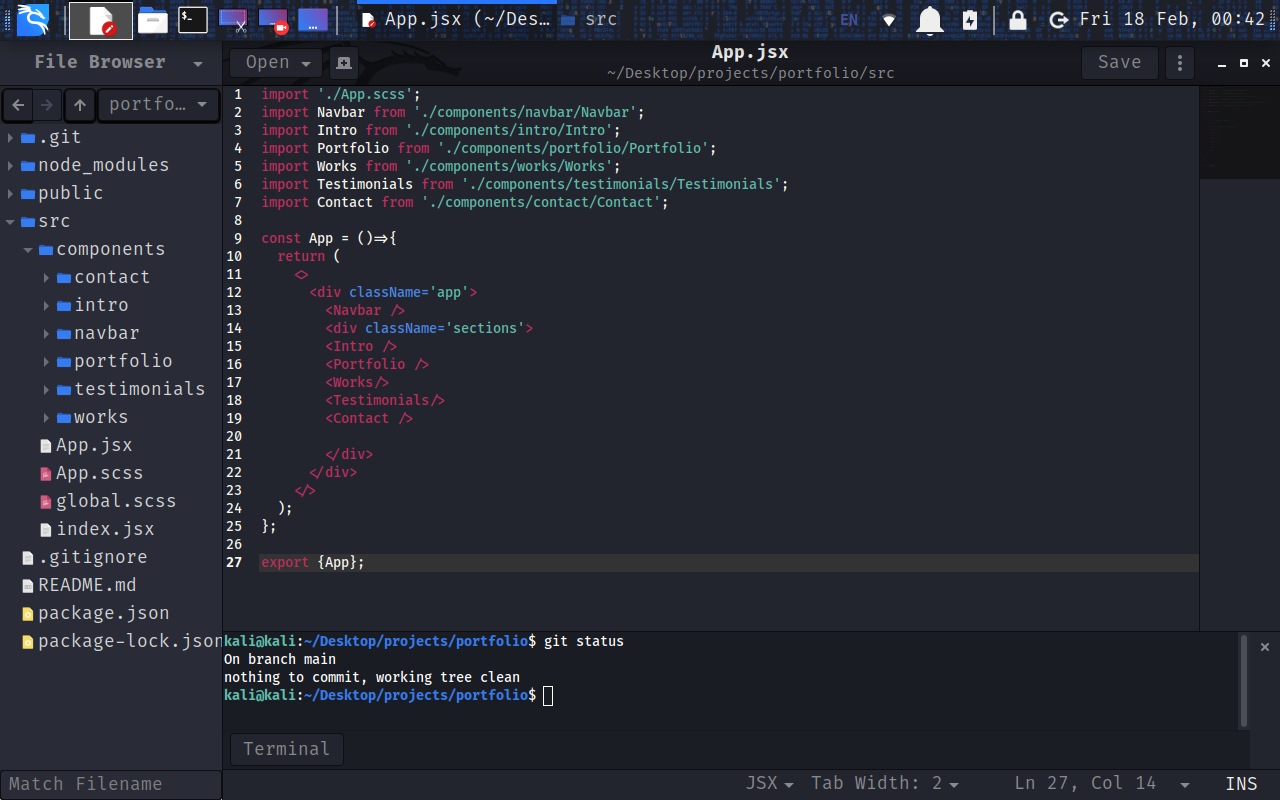 App.jsx (~/Des…
src
EN
Fri 18 Feb, 00:42
File Browser
Open
App.jsx
~/Desktop/projects/portfolio/src
Save
portfo…
.git
node_modules
public
src
components
contact
intro
navbar
portfolio
testimonials
works
App.jsx
App.scss
global.scss
index.jsx
.gitignore
README.md
package.json
package-lock.json
Match Filename
1 import './App.scss';
2 import Navbar from './components/navbar/Navbar';
3 import Intro from './components/intro/Intro';
4 import Portfolio from './components/portfolio/Portfolio';
5 import Works from './components/works/Works';
6 import Testimonials from './components/testimonials/Testimonials';
7 import Contact from './components/contact/Contact';
8
9 const App = ()=>{
10 return (
11 <>
12 <div className='app'>
13 <Navbar />
14 <div className='sections'>
15 <Intro />
16 <Portfolio />
17 <Works/>
18 <Testimonials/>
19 <Contact />
20
21 </div>
22 </div>
23 </>
24 );
25 };
26
27 export {App};
kali@kali:~/Desktop/projects/portfolio$ git status
On branch main
nothing to commit, working tree clean
kali@kali:~/Desktop/projects/portfolio$
Terminal
JSX
Tab Width: 2
Ln 27, Col 14
INS